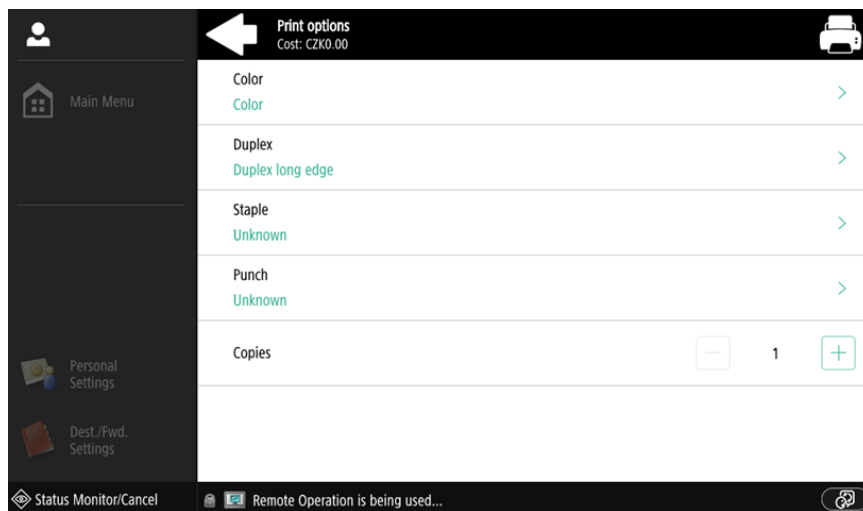 Print options
Cost: CZK0.00
Main Menu
Color
Color
Duplex
Duplex long edge
Staple
Unknown
Punch
Unknown
Copies
1
Personal
Settings
Dest./Fwd.
Settings
Status Monitor/Cancel
Remote Operation is being used...